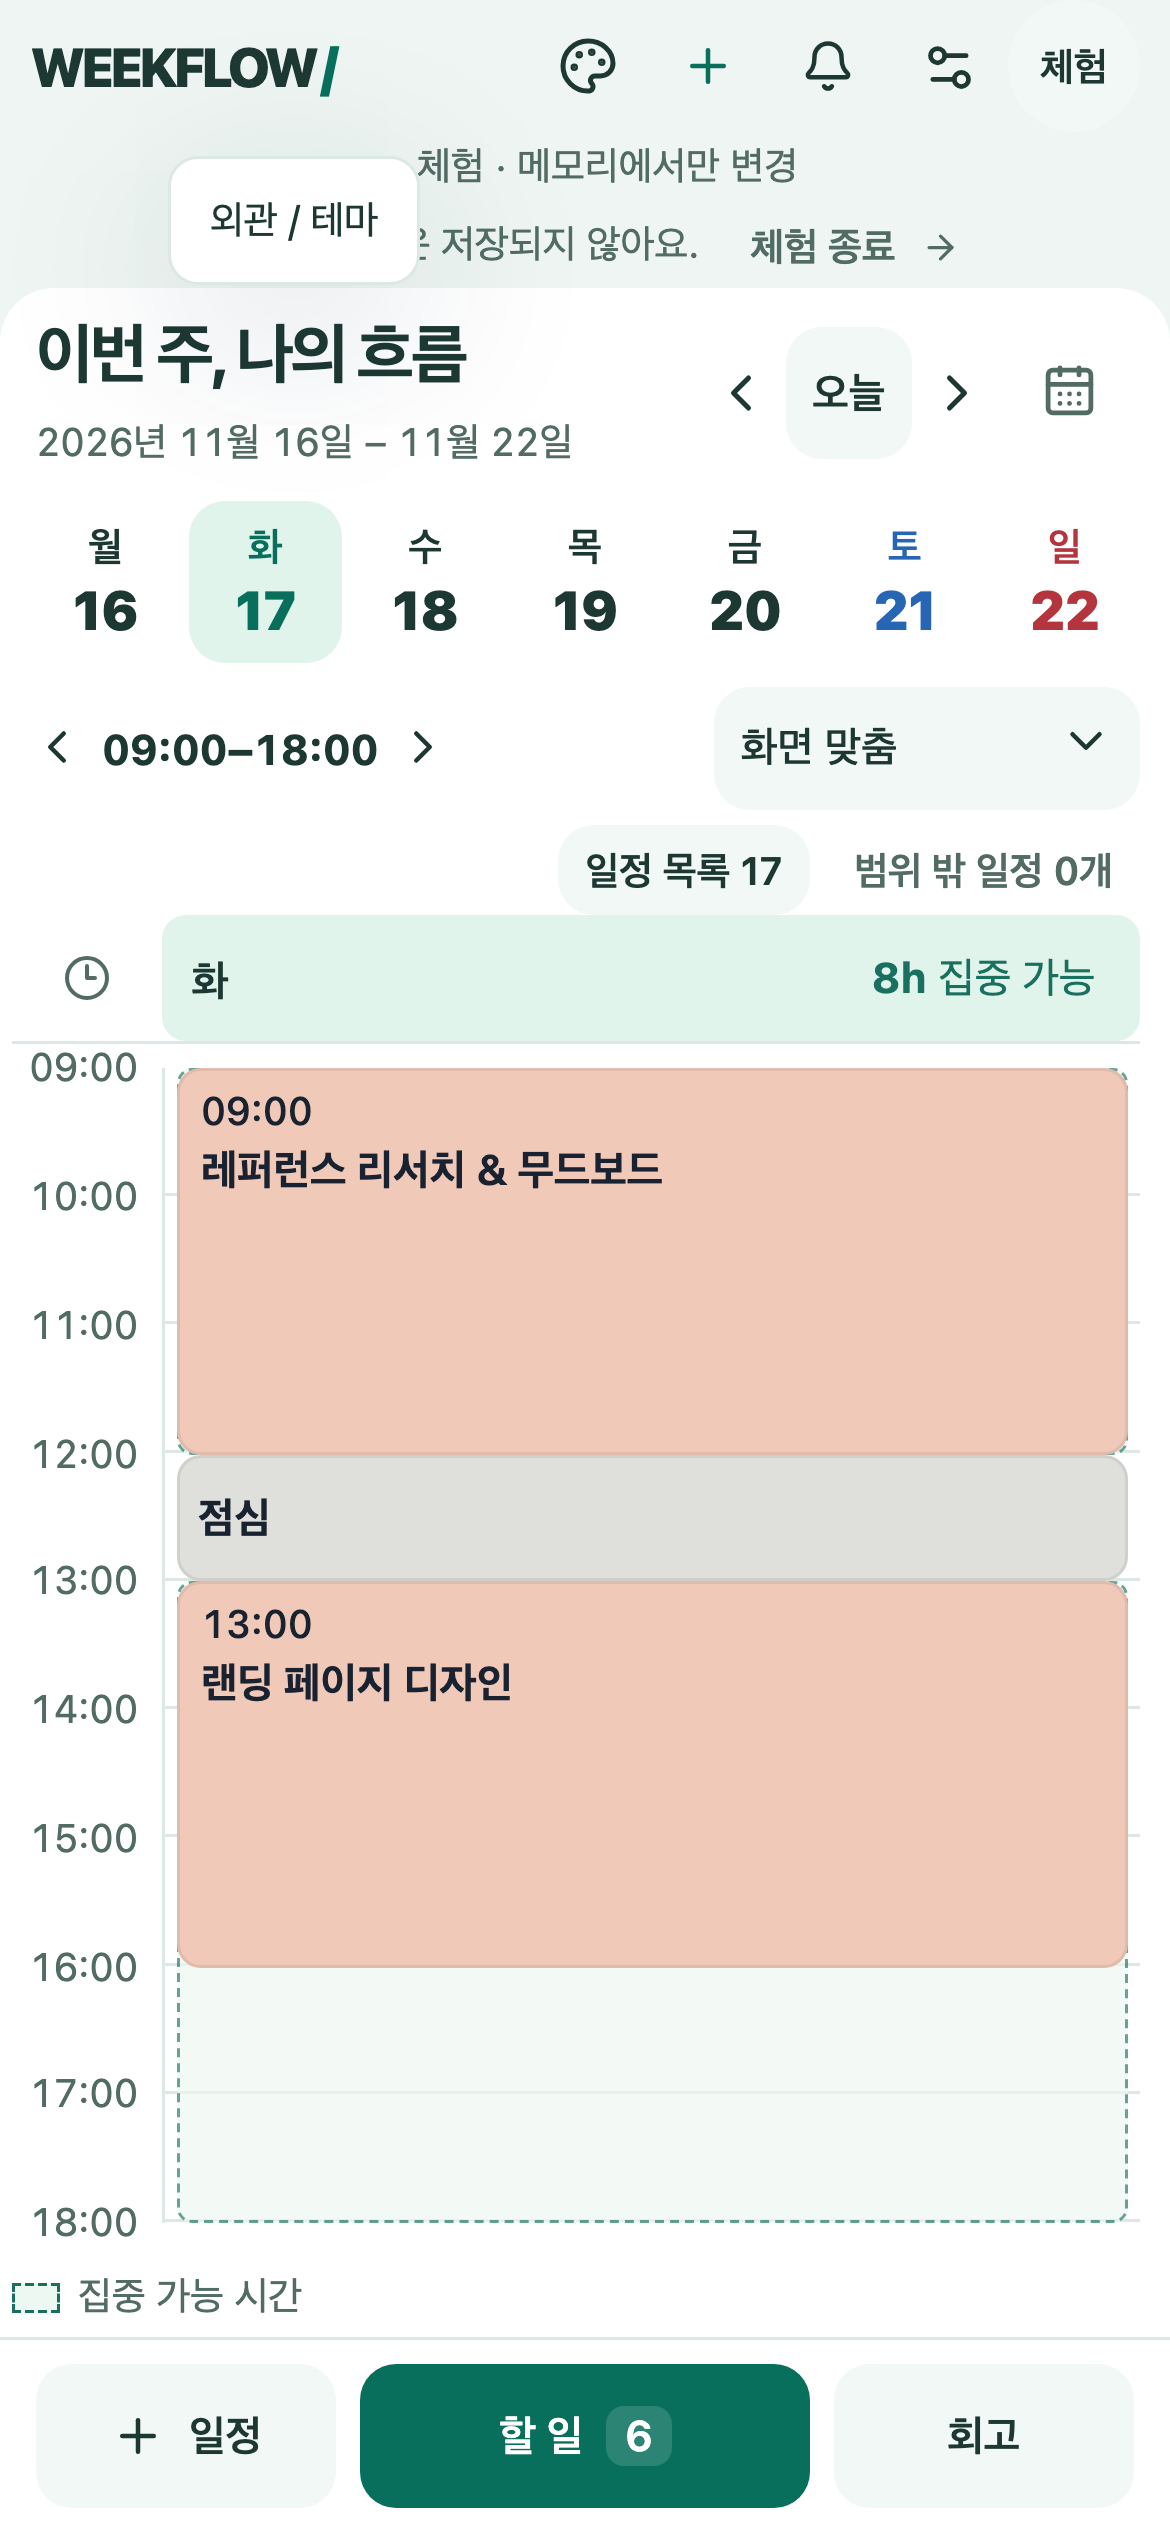 WEEKFLOW/
체험
체험 · 메모리에서만 변경
외관 / 테마
저장되지 않아요. 체험 종료 →
이번 주, 나의 흐름
오늘
2026년 11월 16일 – 11월 22일
월 화 수 목 금 토 일
16 17 18 19 20 21 22
09:00–18:00
화면 맞춤
일정 목록 17 범위 밖 일정 0개
화 8h 집중 가능
09:00
09:00
레퍼런스 리서치 & 무드보드
10:00
11:00
12:00
점심
13:00
13:00
랜딩 페이지 디자인
14:00
15:00
16:00
17:00
18:00
집중 가능 시간
+ 일정 할 일 6 회고